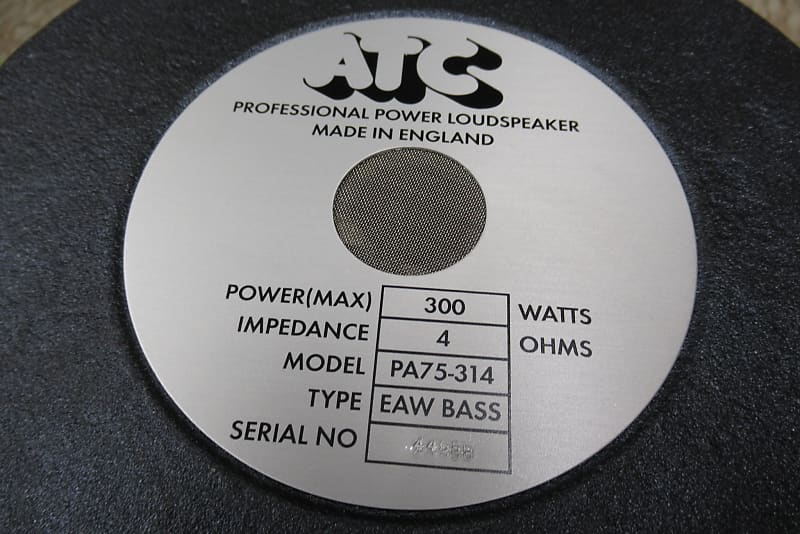 ATC
PROFESSIONAL POWER LOUDSPEAKER
MADE IN ENGLAND
POWER(MAX) 300 WATTS
IMPEDANCE 4 OHMS
MODEL PA75-314
TYPE EAW BASS
SERIAL NO